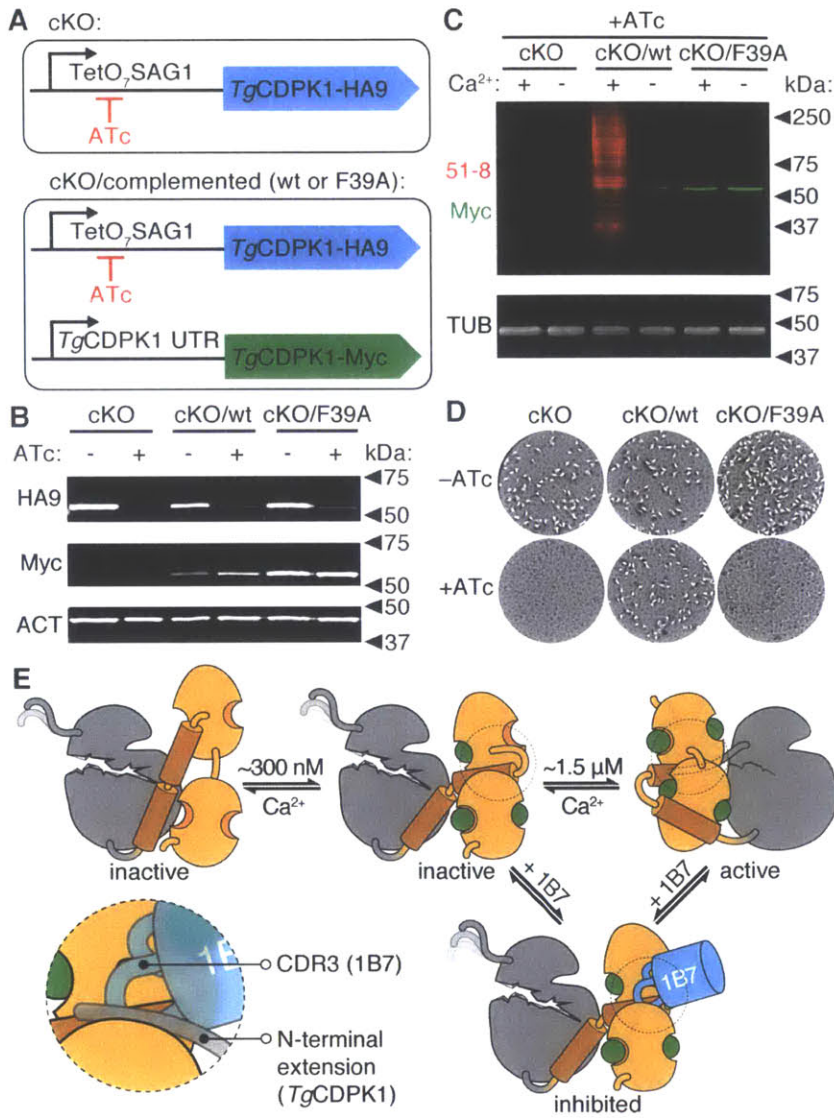 A
cKO:
TetO7SAG1
TgCDPK1-HA9
ATc
cKO/complemented (wt or F39A):
TetO7SAG1
TgCDPK1-HA9
ATc
TgCDPK1 UTR
TgCDPK1-Myc
B
cKO cKO/wt cKO/F39A
ATc: - + - + - + kDa:
HA9
75
50
Myc
75
50
ACT
50
37
C
+ATc
cKO cKO/wt cKO/F39A
Ca²⁺: + - + - + - kDa:
250
51-8
75
Myc
50
37
75
TUB
50
37
D
cKO cKO/wt cKO/F39A
–ATc
+ATc
E
~300 nM
Ca²⁺
~1.5 µM
Ca²⁺
inactive
inactive
active
+ 1B7
+ 1B7
1B
CDR3 (1B7)
N-terminal
extension
(TgCDPK1)
1B7
inhibited